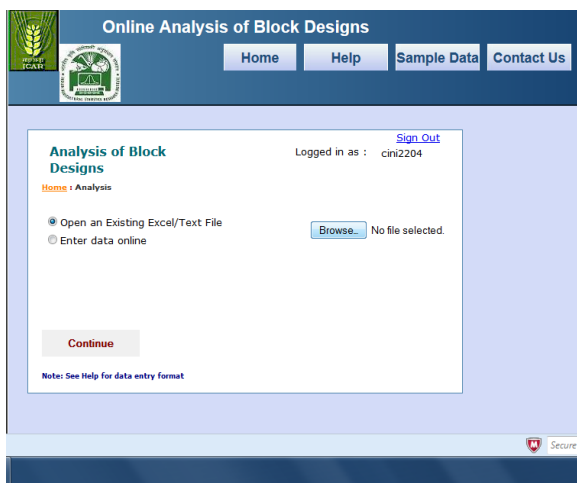 Online Analysis of Block Designs
ICAR
Home Help Sample Data Contact Us
Sign Out
Analysis of Block Designs
Logged in as : cini2204
Home : Analysis
Open an Existing Excel/Text File
Browse_ No file selected.
Enter data online
Continue
Note: See Help for data entry format
Secure